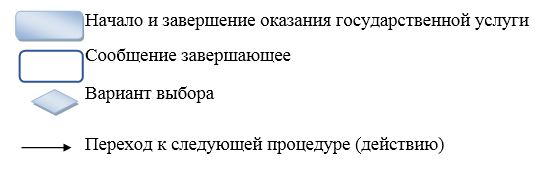 Начало и завершение оказания государственной услуги
Сообщение завершающее
Вариант выбора
Переход к следующей процедуре (действию)